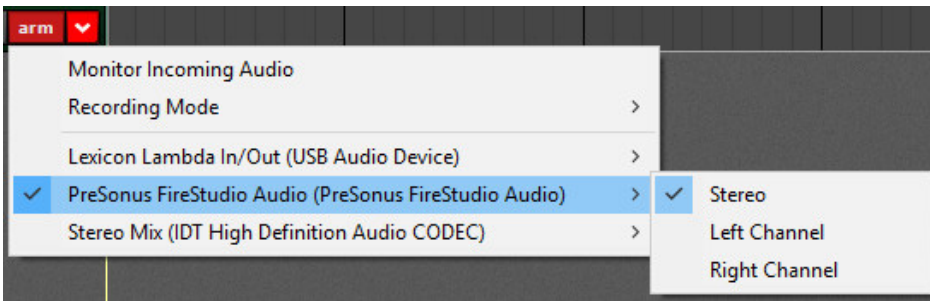 arm
Monitor Incoming Audio
Recording Mode
Lexicon Lambda In/Out (USB Audio Device)
PreSonus FireStudio Audio (PreSonus FireStudio Audio)
Stereo Mix (IDT High Definition Audio CODEC)
Stereo
Left Channel
Right Channel